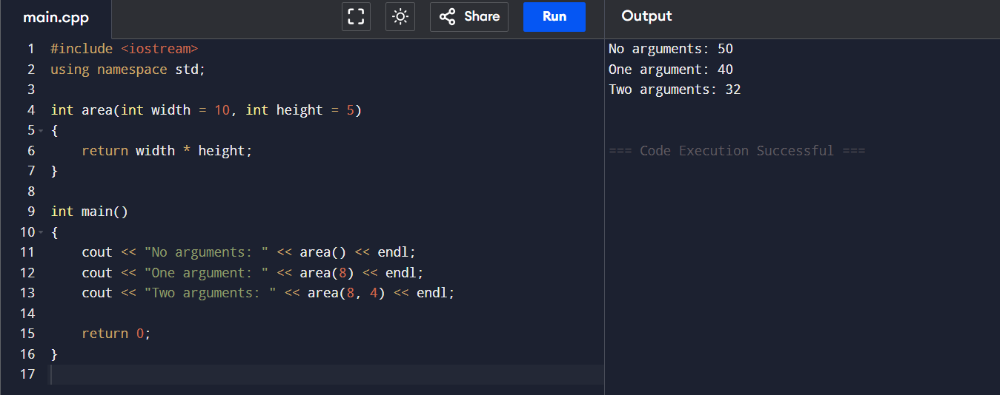 main.cpp Share Run Output
1 #include <iostream>
2 using namespace std;
3
4 int area(int width = 10, int height = 5)
5 {
6     return width * height;
7 }
8
9 int main()
10 {
11     cout << "No arguments: " << area() << endl;
12     cout << "One argument: " << area(8) << endl;
13     cout << "Two arguments: " << area(8, 4) << endl;
14
15     return 0;
16 }
17
No arguments: 50
One argument: 40
Two arguments: 32
=== Code Execution Successful ===